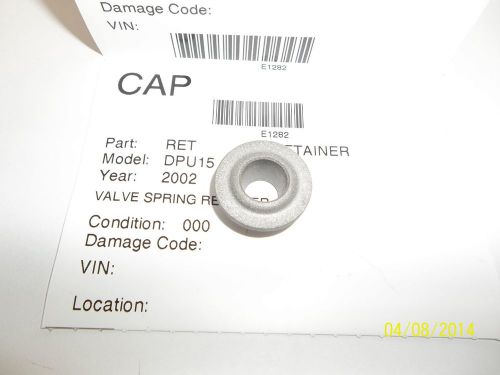 Damage Code:
VIN:
E1282
CAP
E1282
Part: RET TAINER
Model: DPU15
Year: 2002
VALVE SPRING RE
Condition: 000
Damage Code:
VIN:
Location:
04/08/2014